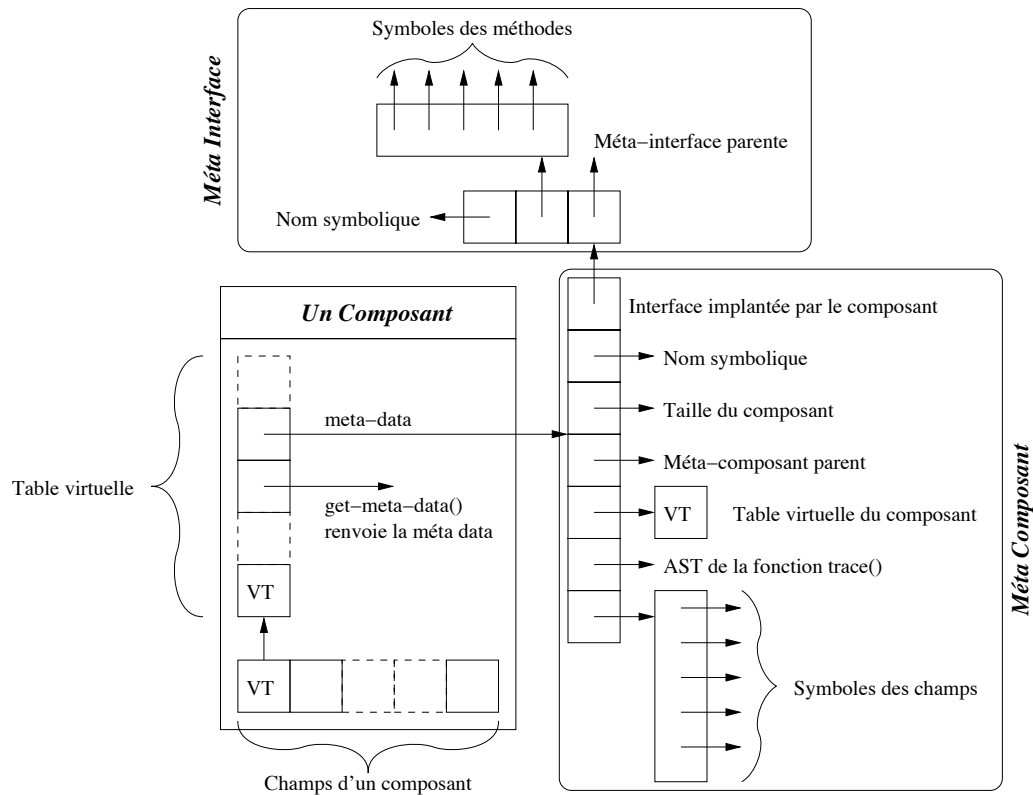 Symboles des méthodes
Méta Interface
Méta−interface parente
Nom symbolique
Un Composant
Interface implantée par le composant
Nom symbolique
meta−data
Taille du composant
Méta−composant parent
Table virtuelle
get−meta−data()
renvoie la méta data
VT
Table virtuelle du composant
AST de la fonction trace()
VT
Méta Composant
VT
Symboles des champs
Champs d'un composant